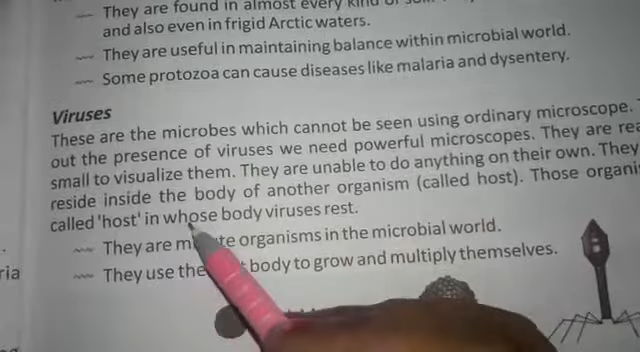 They are found in almost every kind of
and also even in frigid Arctic waters.
They are useful in maintaining balance within microbial world.
Some protozoa can cause diseases like malaria and dysentery.
Viruses
These are the microbes which cannot be seen using ordinary microscope.
out the presence of viruses we need powerful microscopes. They are
small to visualize them. They are unable to do anything on their own. They
reside inside the body of another organism (called host). Those
called 'host' in whose body viruses rest.
They are organisms in the microbial world.
They use the body to grow and multiply themselves.
ria